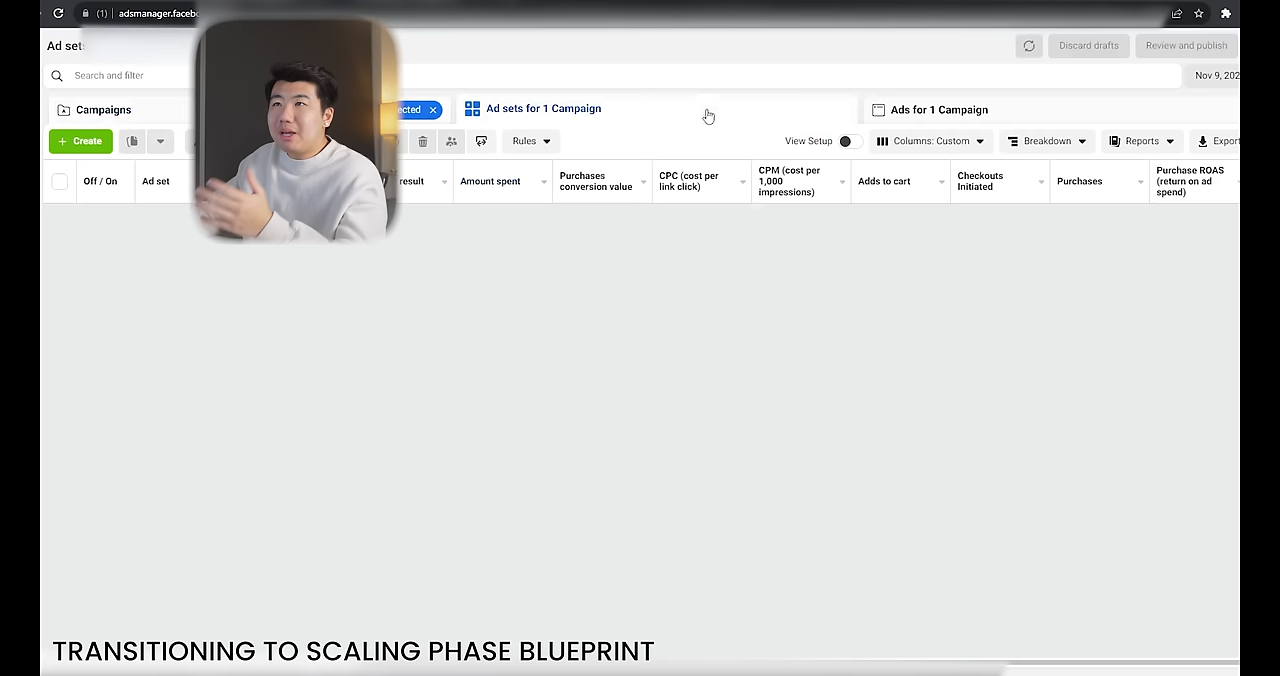 (1) adsmanager.facebo
Ad sets
Discard drafts
Review and publish
Search and filter
Nov 9, 202
Campaigns
ected
Ad sets for 1 Campaign
Ads for 1 Campaign
+ Create
Rules
View Setup
Columns: Custom
Breakdown
Reports
Export
Off / On
Ad set
result
Amount spent
Purchases
conversion value
CPC (cost per
link click)
CPM (cost per
1,000
impressions)
Adds to cart
Checkouts
Initiated
Purchases
Purchase ROAS
(return on ad
spend)
TRANSITIONING TO SCALING PHASE BLUEPRINT